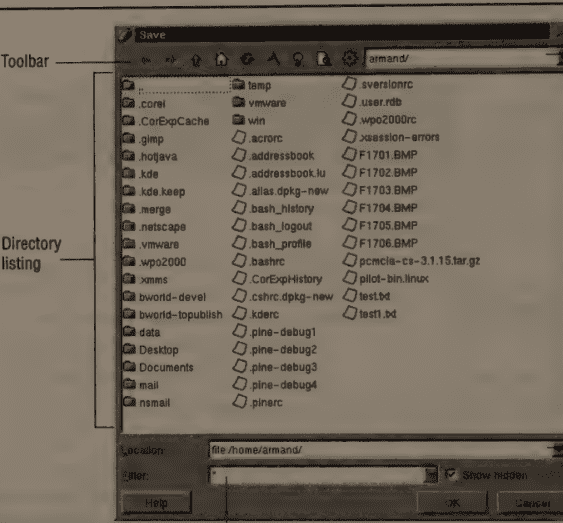 Save
Toolbar
armand/
..
.corel
.CorExpCache
.gimp
.hotjava
.kde
.kde.keep
.merge
.netscape
.vmware
.wpo2000
.xmms
bworld-devel
bworld-topublish
data
Desktop
Documents
mail
nsmail
temp
vmware
win
.acrorc
.addressbook
.addressbook.lu
.alias.dpkg-new
.bash_history
.bash_logout
.bash_profile
.bashrc
.CorExpHistory
.cshrc.dpkg-new
.kderc
.pine-debug1
.pine-debug2
.pine-debug3
.pine-debug4
.pinerc
.sversionrc
.user.rdb
.wpo2000rc
.xsession-errors
F1701.BMP
F1702.BMP
F1703.BMP
F1704.BMP
F1705.BMP
F1706.BMP
pcmcia-cs-3.1.15.tar.gz
pilot-bin.linux
test.txt
test1.txt
Directory
listing
Location: file:/home/armand/
Filter: * Show hidden
Help OK Cancel